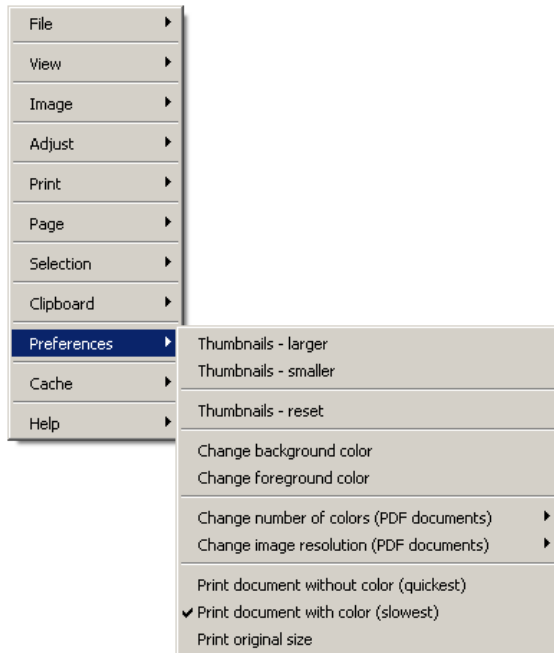 File
View
Image
Adjust
Print
Page
Selection
Clipboard
Preferences
Cache
Help
Thumbnails - larger
Thumbnails - smaller
Thumbnails - reset
Change background color
Change foreground color
Change number of colors (PDF documents)
Change image resolution (PDF documents)
Print document without color (quickest)
Print document with color (slowest)
Print original size